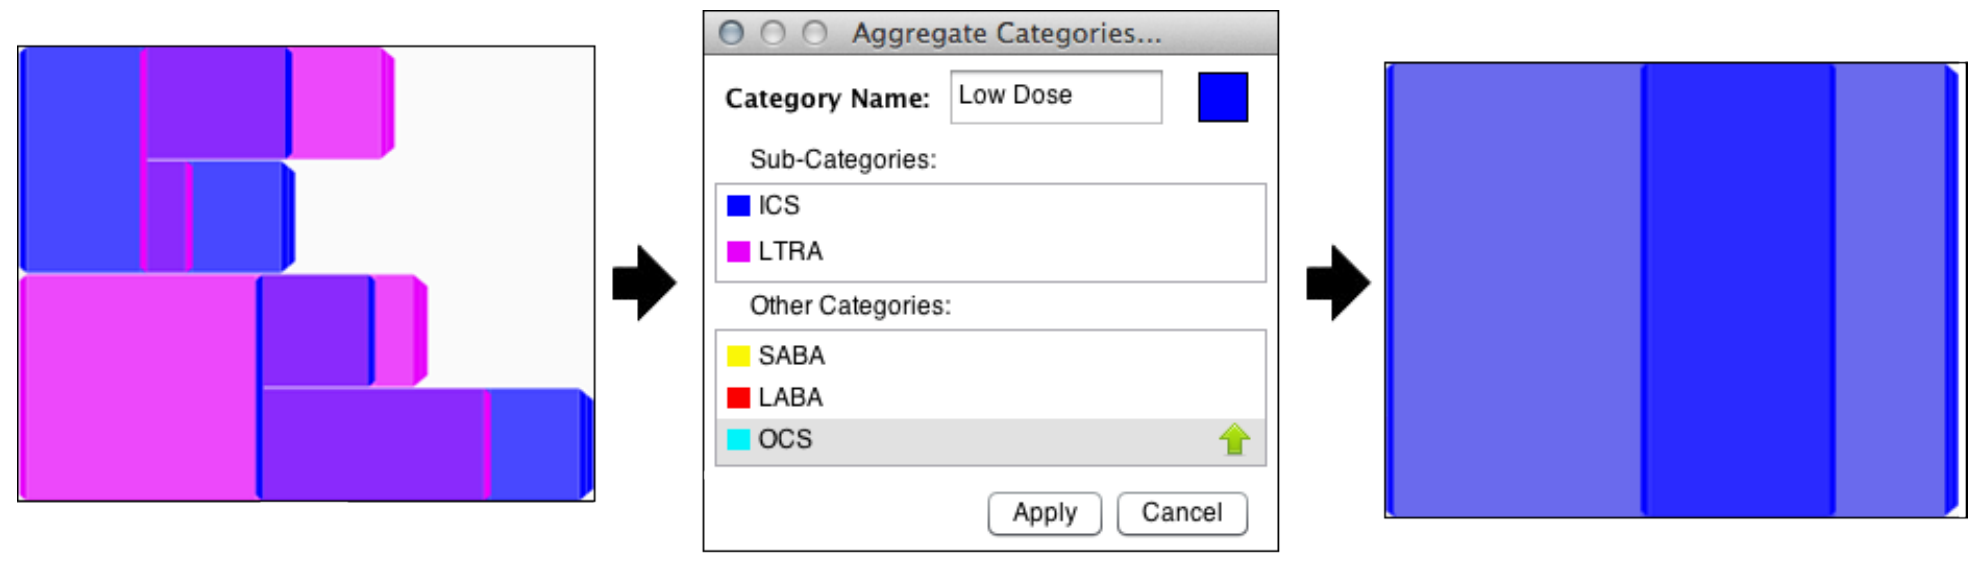 Aggregate Categories...
Category Name: Low Dose
Sub-Categories:
ICS
LTRA
Other Categories:
SABA
LABA
OCS
Apply Cancel